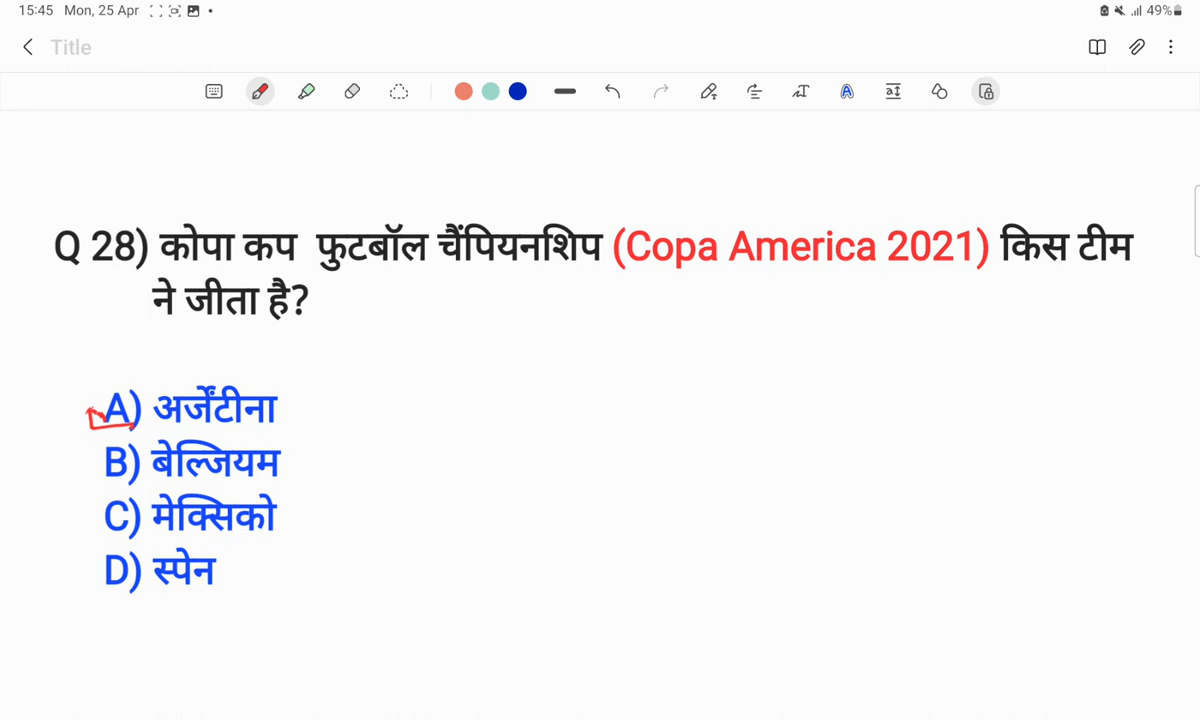 15:45 Mon, 25 Apr 49%
Title
Q 28) कोपा कप फुटबॉल चैंपियनशिप (Copa America 2021) किस टीम
ने जीता है?
A) अर्जेंटीना
B) बेल्जियम
C) मेक्सिको
D) स्पेन